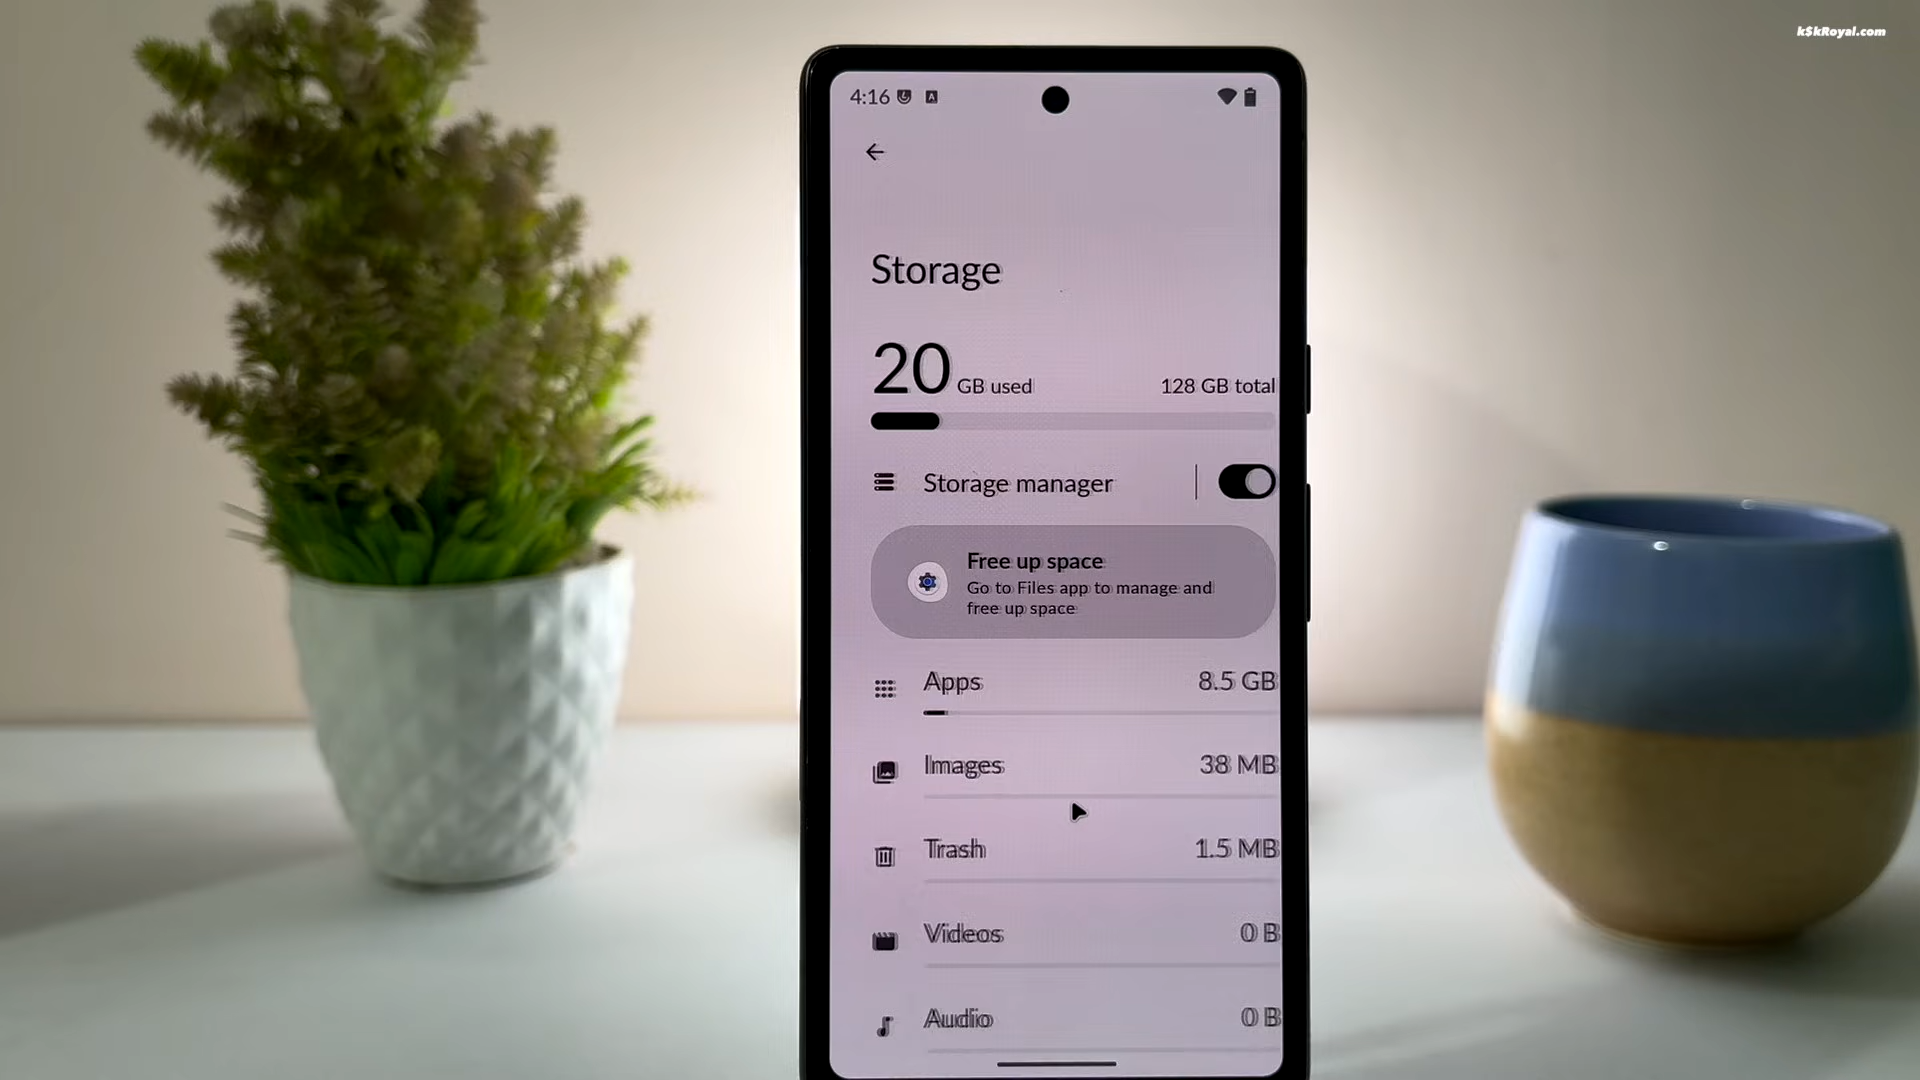 k$kRoyal.com
4:16
Storage
20 GB used 128 GB total
Storage manager
Free up space
Go to Files app to manage and
free up space
Apps 8.5 GB
Images 38 MB
Trash 1.5 MB
Videos 0 B
Audio 0 B